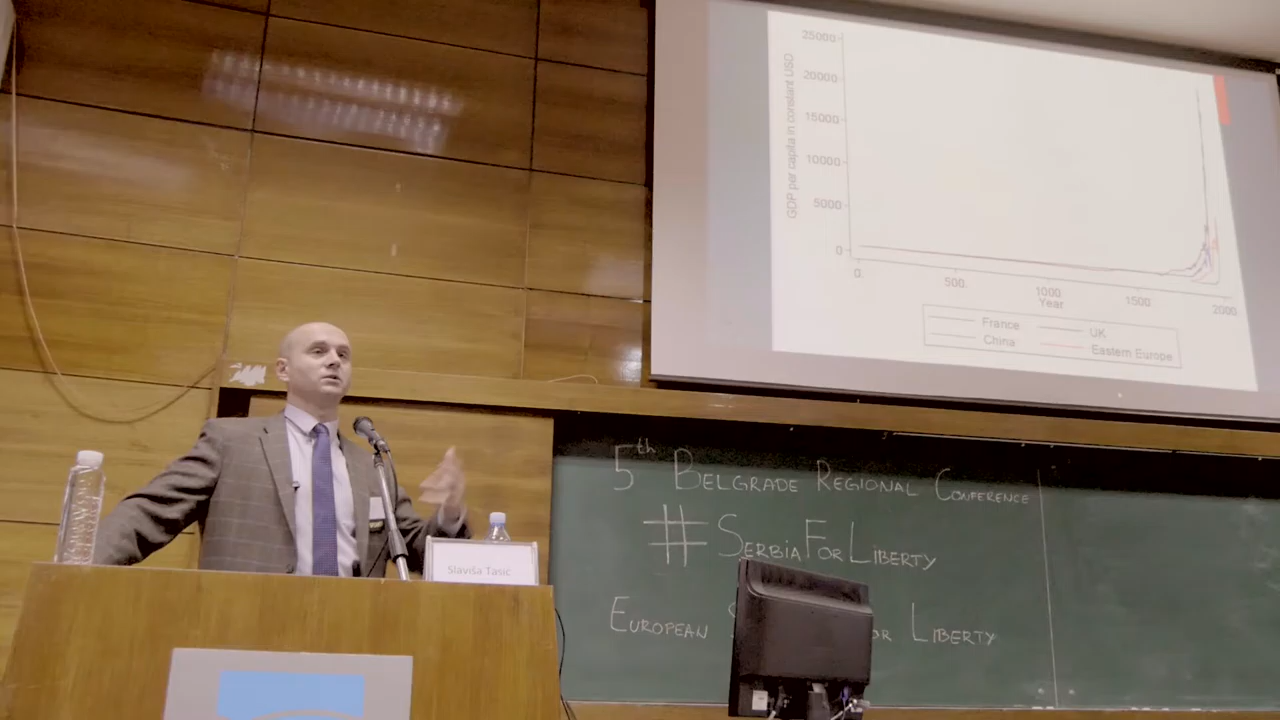 25000
20000
15000
10000
5000
0
GDP per capita in constant USD
0
500
1000
1500
2000
Year
France
UK
China
Eastern Europe
Slaviša Tasić
5th Belgrade Regional Conference
#SerbiaForLiberty
European
or Liberty